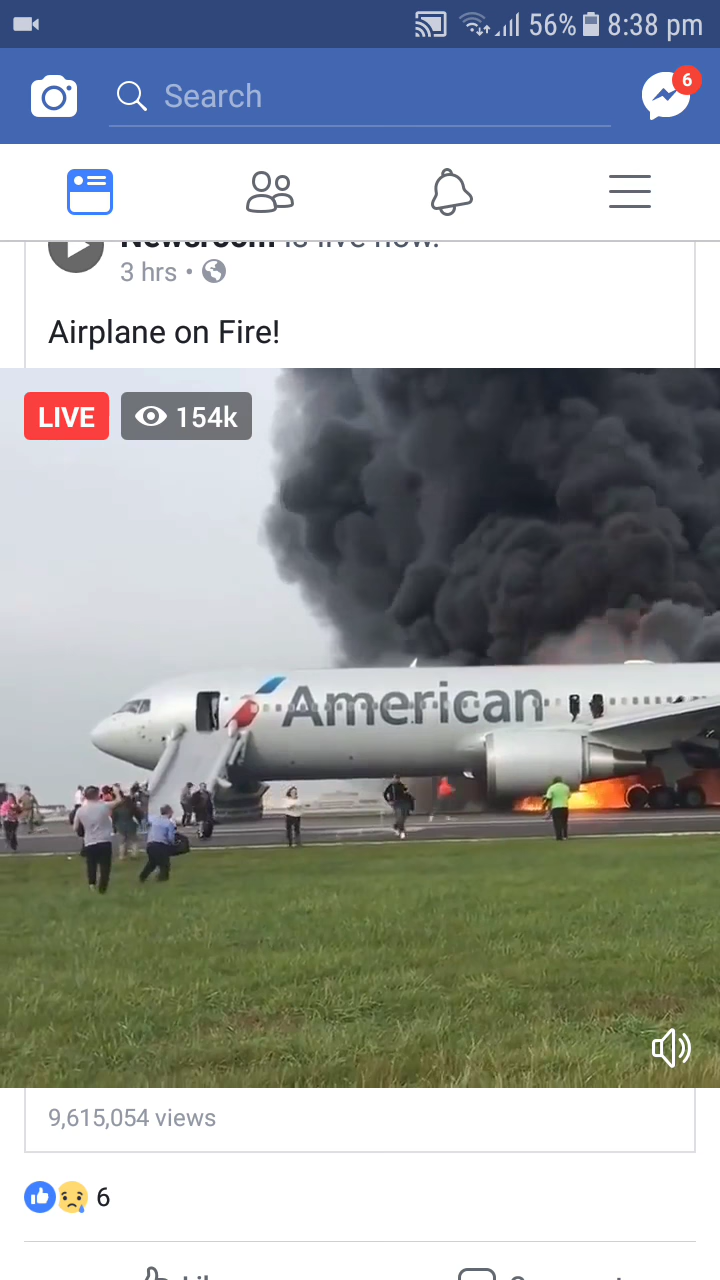 56% 8:38 pm
Search
6
Newsroom is live now.
3 hrs •
Airplane on Fire!
LIVE 154k
American
9,615,054 views
6